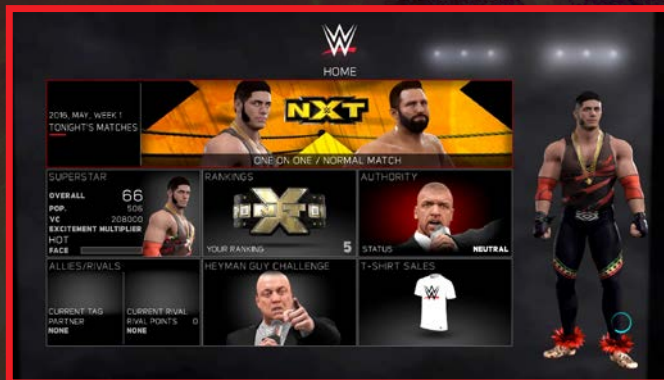 W
HOME
2016, MAY, WEEK 1
TONIGHT'S MATCHES
NXT
ONE ON ONE / NORMAL MATCH
SUPERSTAR
OVERALL 66
POP. 506
VC 208000
EXCITEMENT MULTIPLIER
HOT
FACE
RANKINGS
NXT
YOUR RANKING 5
AUTHORITY
STATUS NEUTRAL
ALLIES/RIVALS
CURRENT TAG PARTNER
NONE
CURRENT RIVAL
RIVAL POINTS 0
NONE
HEYMAN GUY CHALLENGE
T-SHIRT SALES
W